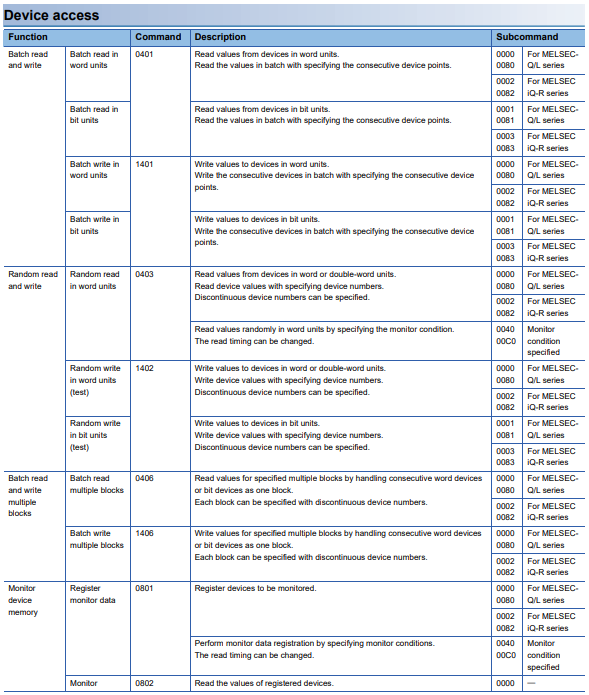 Device access
Function Command Description Subcommand
Batch read and write Batch read in word units 0401 Read values from devices in word units. Read the values in batch with specifying the consecutive device points. 0000 0080 For MELSEC-Q/L series
0002 0082 For MELSEC iQ-R series
Batch read in bit units Read values from devices in bit units. Read the values in batch with specifying the consecutive device points. 0001 0081 For MELSEC-Q/L series
0003 0083 For MELSEC iQ-R series
Batch write in word units 1401 Write values to devices in word units. Write the consecutive devices in batch with specifying the consecutive device points. 0000 0080 For MELSEC-Q/L series
0002 0082 For MELSEC iQ-R series
Batch write in bit units Write values to devices in bit units. Write the consecutive devices in batch with specifying the consecutive device points. 0001 0081 For MELSEC-Q/L series
0003 0083 For MELSEC iQ-R series
Random read and write Random read in word units 0403 Read values from devices in word or double-word units. Read device values with specifying device numbers. Discontinuous device numbers can be specified. 0000 0080 For MELSEC-Q/L series
0002 0082 For MELSEC iQ-R series
Read values randomly in word units by specifying the monitor condition. The read timing can be changed. 0040 00C0 Monitor condition specified
Random write in word units (test) 1402 Write values to devices in word or double-word units. Write device values with specifying device numbers. Discontinuous device numbers can be specified. 0000 0080 For MELSEC-Q/L series
0002 0082 For MELSEC iQ-R series
Random write in bit units (test) Write values to devices in bit units. Write device values with specifying device numbers. Discontinuous device numbers can be specified. 0001 0081 For MELSEC-Q/L series
0003 0083 For MELSEC iQ-R series
Batch read and write multiple blocks Batch read multiple blocks 0406 Read values for specified multiple blocks by handling consecutive word devices or bit devices as one block. Each block can be specified with discontinuous device numbers. 0000 0080 For MELSEC-Q/L series
0002 0082 For MELSEC iQ-R series
Batch write multiple blocks 1406 Write values for specified multiple blocks by handling consecutive word devices or bit devices as one block. Each block can be specified with discontinuous device numbers. 0000 0080 For MELSEC-Q/L series
0002 0082 For MELSEC iQ-R series
Monitor device memory Register monitor data 0801 Register devices to be monitored. 0000 0080 For MELSEC-Q/L series
0002 0082 For MELSEC iQ-R series
Perform monitor data registration by specifying monitor conditions. The read timing can be changed. 0040 00C0 Monitor condition specified
Monitor 0802 Read the values of registered devices. 0000 —